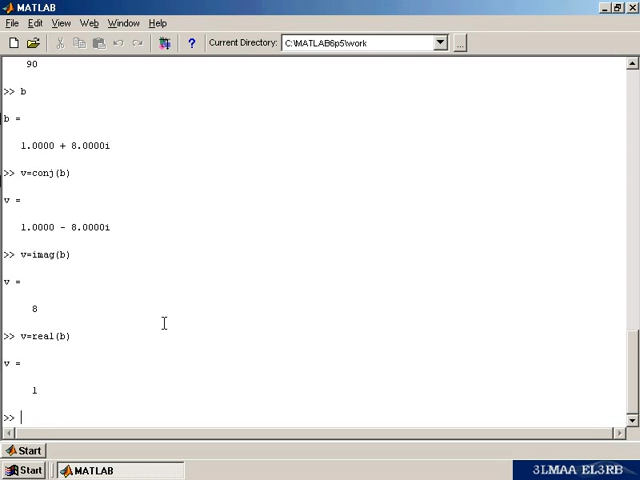 MATLAB
File Edit View Web Window Help
Current Directory: C:\MATLAB6p5\work ...
90
>> b
b =
1.0000 + 8.0000i
>> v=conj(b)
v =
1.0000 - 8.0000i
>> v=imag(b)
v =
8
>> v=real(b)
v =
1
>>
Start
Start MATLAB 3LMAA EL3RB